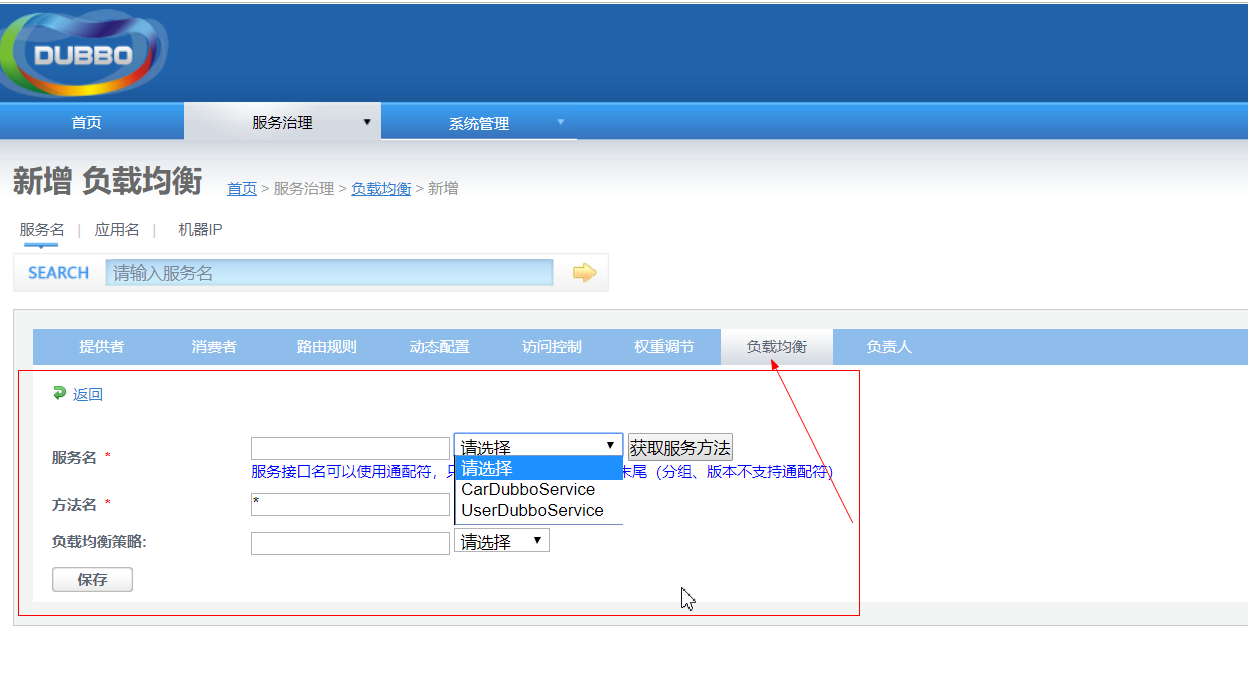 DUBBO
首页 服务治理 系统管理
新增 负载均衡 首页 > 服务治理 > 负载均衡 > 新增
服务名 | 应用名 | 机器IP
SEARCH 请输入服务名
提供者 消费者 路由规则 动态配置 访问控制 权重调节 负载均衡 负责人
返回
服务名 * 请选择 获取服务方法
请选择
服务接口名可以使用通配符, 末尾（分组、版本不支持通配符）
CarDubboService
方法名 * *
UserDubboService
负载均衡策略: 请选择
保存